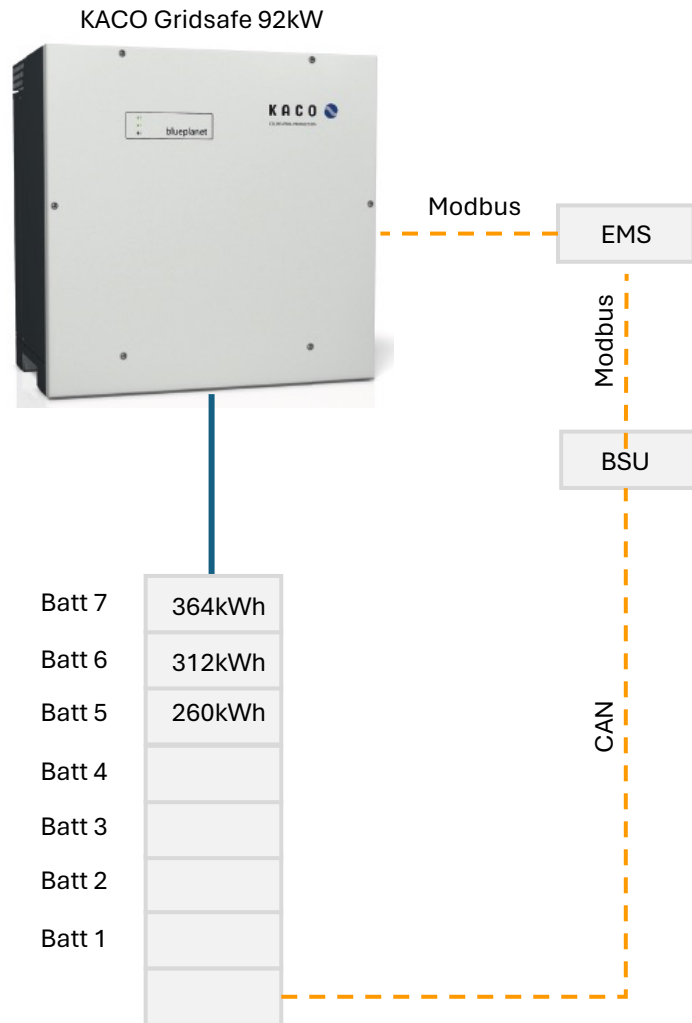 KACO Gridsafe 92kW
KACO
blueplanet
Modbus
EMS
Modbus
BSU
Batt 7 364kWh
Batt 6 312kWh
Batt 5 260kWh
Batt 4
CAN
Batt 3
Batt 2
Batt 1